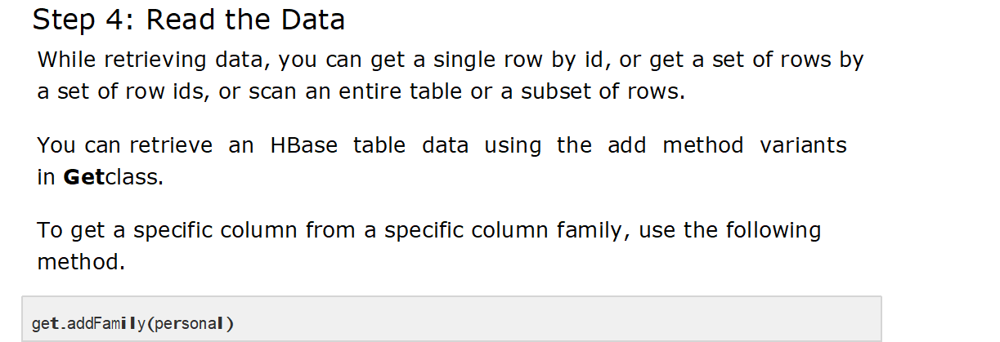 Step 4: Read the Data
While retrieving data, you can get a single row by id, or get a set of rows by
a set of row ids, or scan an entire table or a subset of rows.
You can retrieve an HBase table data using the add method variants
in Getclass.
To get a specific column from a specific column family, use the following
method.
get.addFamily(personal)